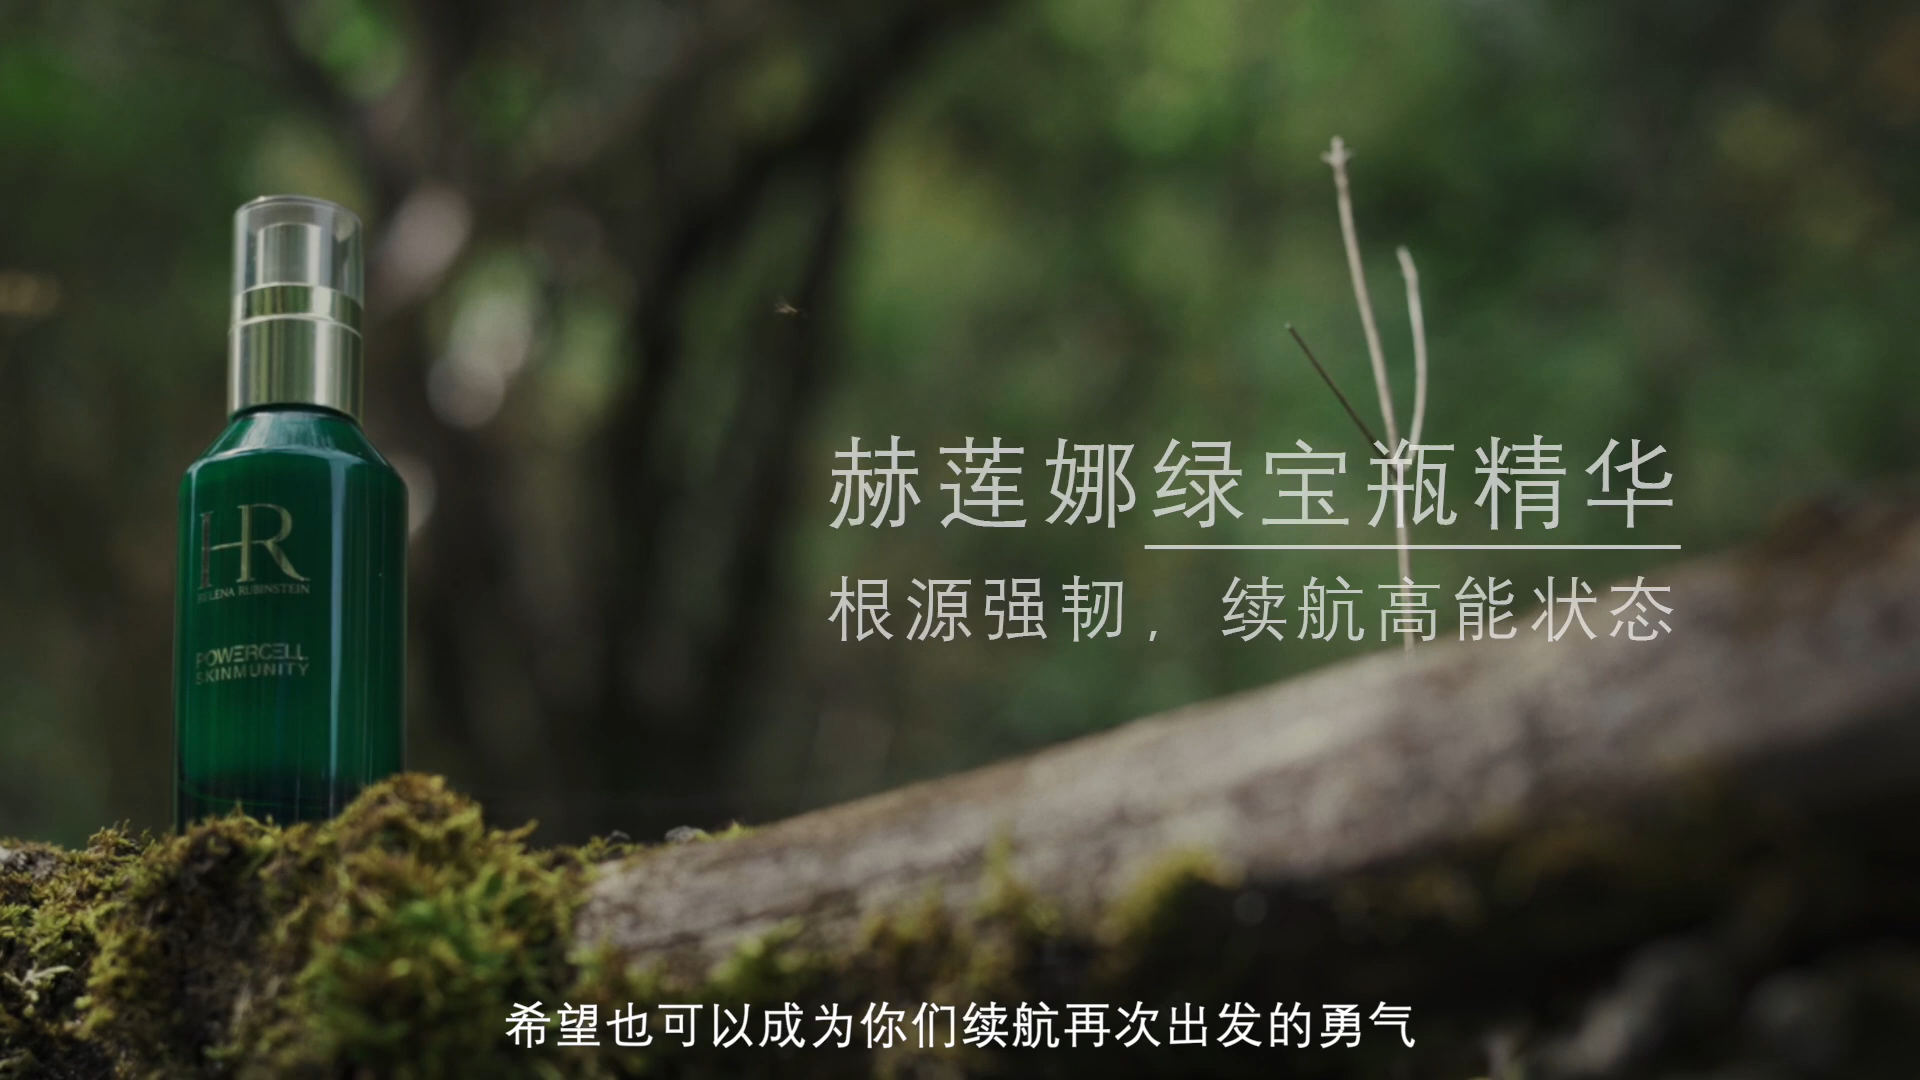 HR
HELENA RUBINSTEIN
POWERCELL
SKINMUNITY
赫莲娜绿宝瓶精华
根源强韧，续航高能状态
希望也可以成为你们续航再次出发的勇气